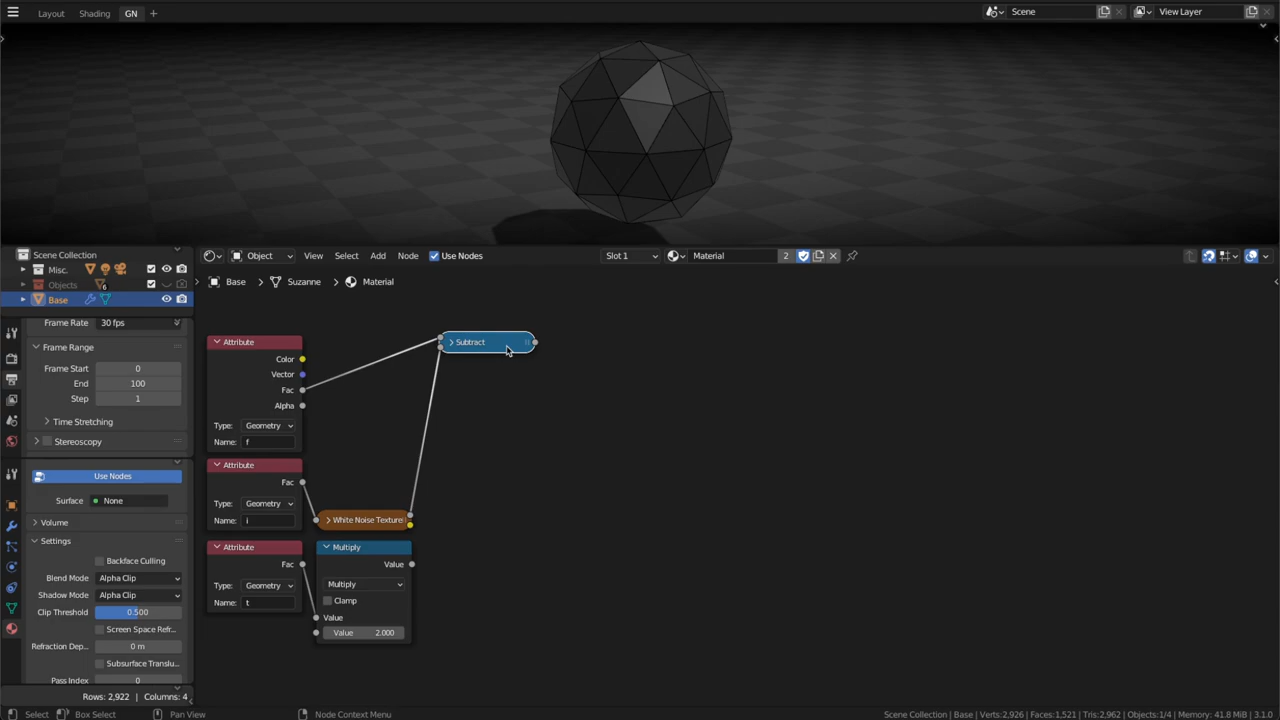 Layout Shading GN + Scene View Layer
Scene Collection
Misc.
Objects 6
Base
Object View Select Add Node Use Nodes Slot 1 Material 2
Base > Suzanne > Material
Frame Rate 30 fps
Frame Range
Frame Start 0
End 100
Step 1
Time Stretching
Stereoscopy
Use Nodes
Surface None
Volume
Settings
Backface Culling
Blend Mode Alpha Clip
Shadow Mode Alpha Clip
Clip Threshold 0.500
Screen Space Refr...
Refraction Dep... 0 m
Subsurface Translu...
Pass Index 0
Rows: 2,922 | Columns: 4
Attribute
Color
Vector
Fac
Alpha
Type: Geometry
Name: f
Attribute
Fac
Type: Geometry
Name: i
Attribute
Fac
Type: Geometry
Name: t
Subtract
White Noise Texture
Multiply
Value
Multiply
Clamp
Value
Value 2.000
Select Box Select Pan View Node Context Menu Scene Collection | Base | Verts:2,926 | Faces:1,521 | Tris:2,962 | Objects:1/4 | Memory: 41.8 MiB | 3.1.0